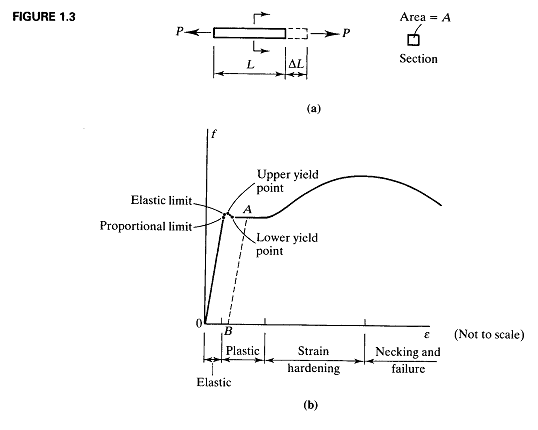 FIGURE 1.3
Area = A
P
P
L
ΔL
Section
(a)
f
Upper yield
point
Elastic limit
A
Proportional limit
Lower yield
point
0
B
ε
(Not to scale)
Plastic
Strain
hardening
Necking and
failure
Elastic
(b)